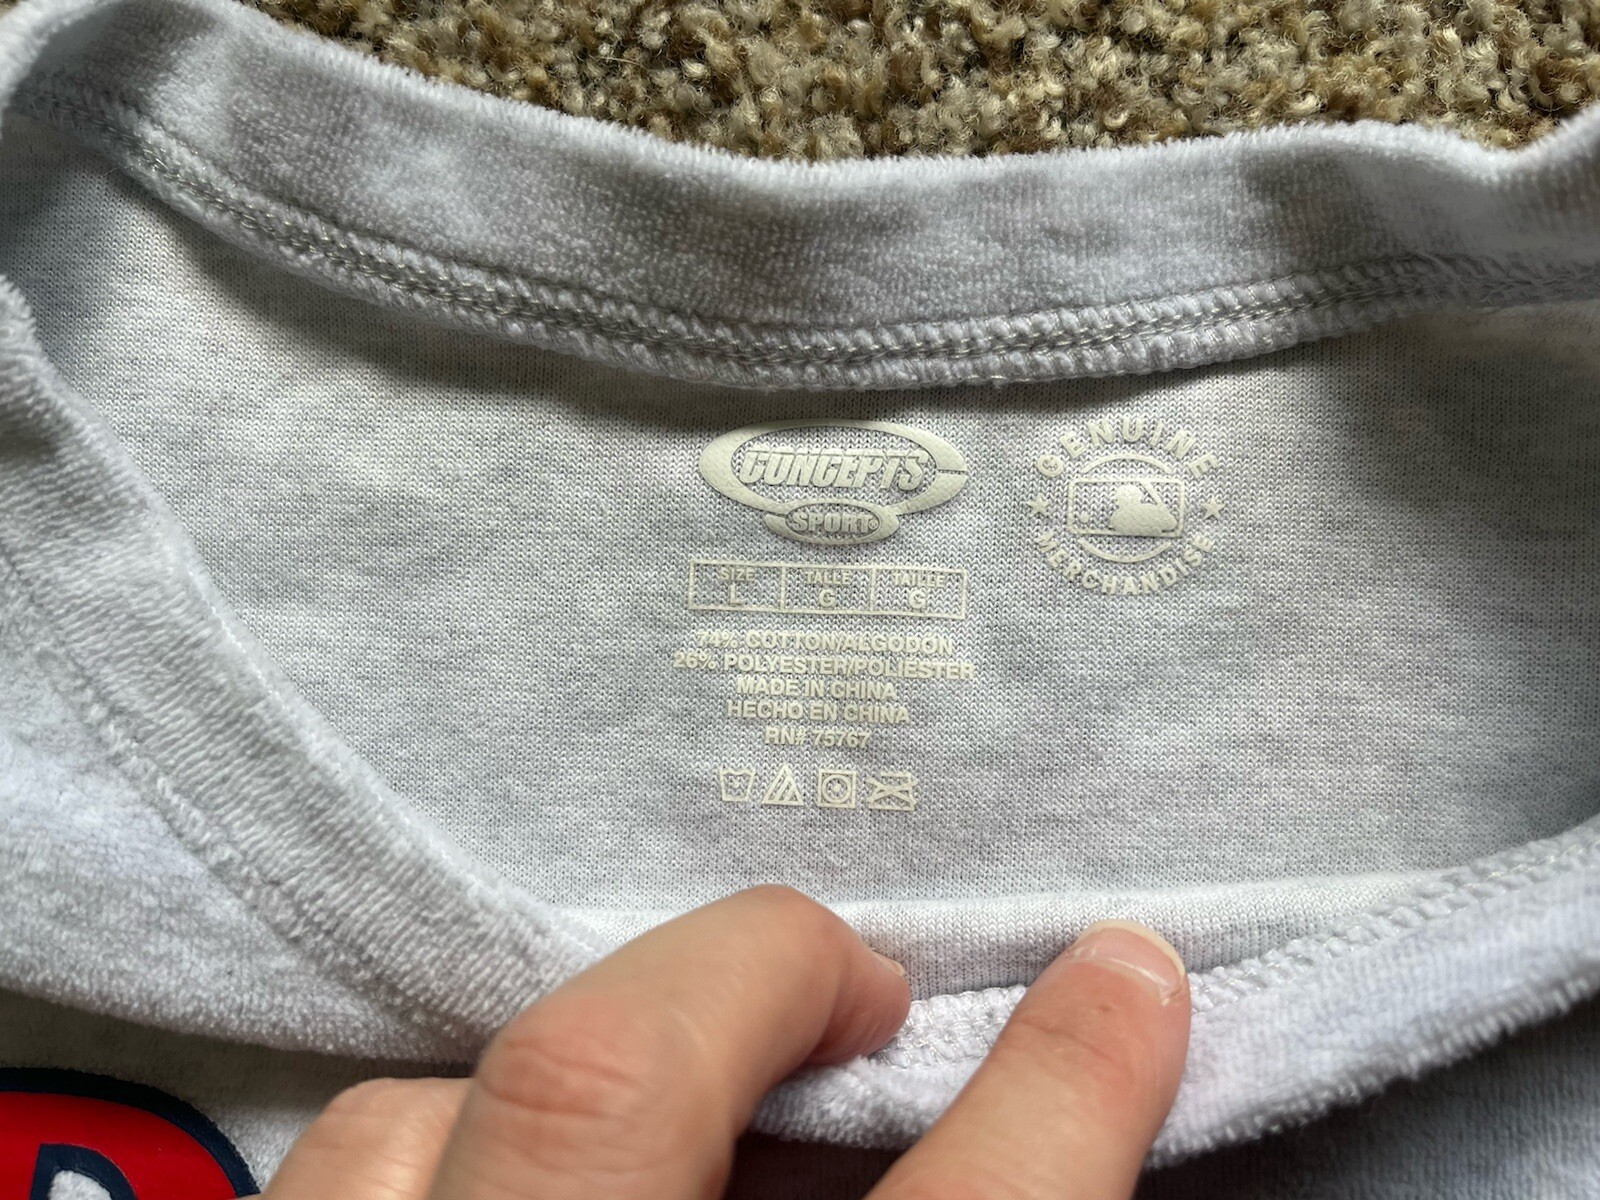 CONCEPTS
SPORT®
GENUINE
MERCHANDISE
SIZE TALLE TAILLE
L G G
74% COTTON/ALGODON
26% POLYESTER/POLIESTER
MADE IN CHINA
HECHO EN CHINA
RN# 75767